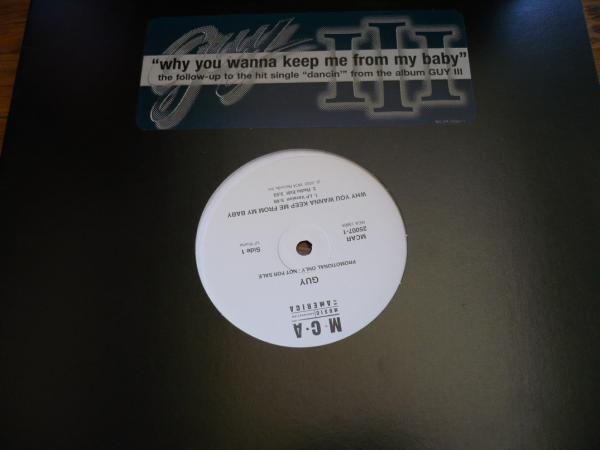 guy
III
"why you wanna keep me from my baby"
the follow-up to the hit single "dancin'" from the album GUY III
M·C·A
MUSIC
AMERICA
GUY
PROMOTIONAL ONLY - NOT FOR SALE
MCAR
25007-1
Side 1
WHY YOU WANNA KEEP ME FROM MY BABY
1. LP Version
2. Radio Edit